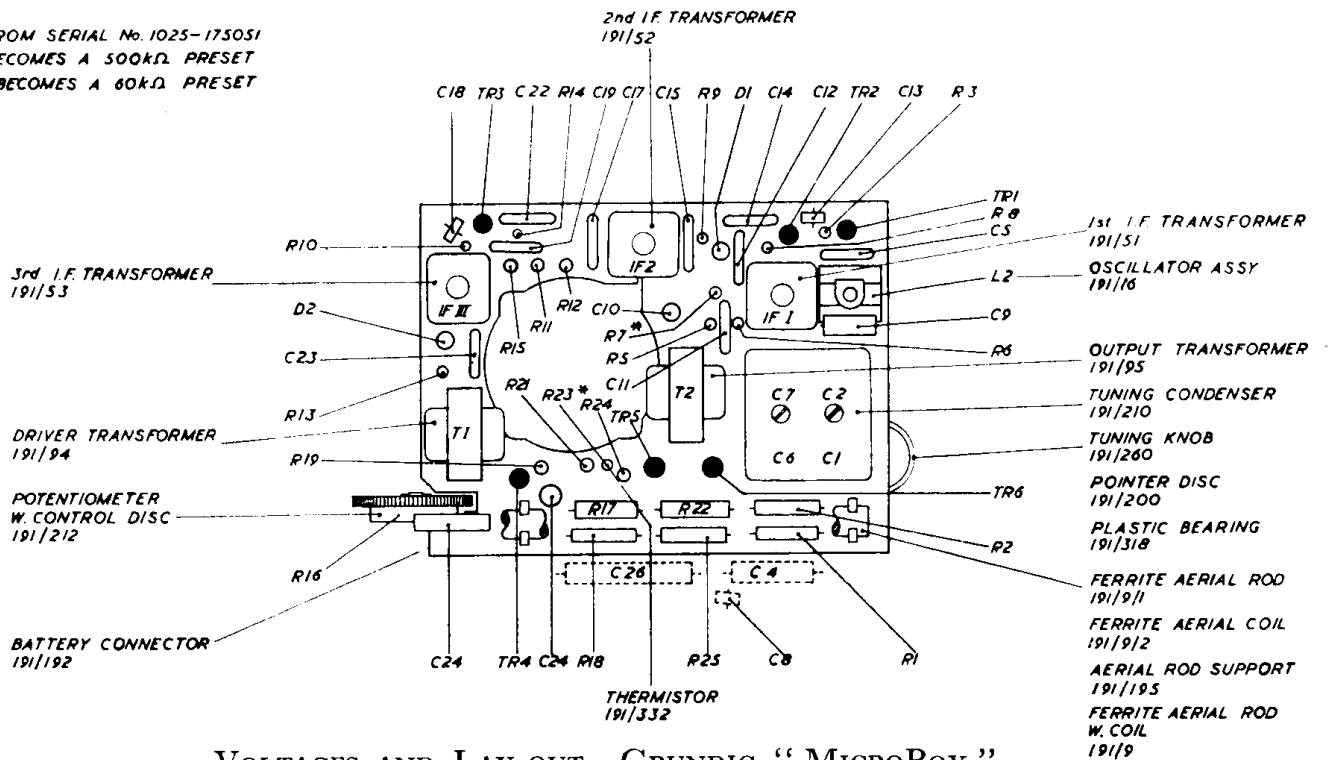 ROM SERIAL No. 1025-175051
ECOMES A 500kΩ PRESET
BECOMES A 60kΩ PRESET
2nd I.F. TRANSFORMER
191/52
C18 TR3 C22 R14 C19 C17 C15 R9 D1 C14 C12 TR2 C13 R3
TR1
R8
C5
1st I.F. TRANSFORMER
191/51
R10
IF2
3rd I.F. TRANSFORMER
191/53
IF III
R12
C10
IF I
L2
OSCILLATOR ASSY
191/16
D2
R11
R7*
C9
R15
R5
R6
C23
C11
OUTPUT TRANSFORMER
191/95
R21
R23*
R24
TR5
T2
C7 C2
TUNING CONDENSER
191/210
R13
T1
DRIVER TRANSFORMER
191/94
C6 C1
TUNING KNOB
191/260
R19
TR6
POINTER DISC
191/200
POTENTIOMETER
W. CONTROL DISC
191/212
R17 R22
PLASTIC BEARING
191/318
R2
R16
C26 C4
FERRITE AERIAL ROD
191/9/1
FERRITE AERIAL COIL
191/9/2
BATTERY CONNECTOR
191/192
C24 TR4 C24 R18 R25 C8 R1
AERIAL ROD SUPPORT
191/195
THERMISTOR
191/332
FERRITE AERIAL ROD
W. COIL
191/9
VOLTAGES AND LAY-OUT—GRUNDIG "MICROBOY"